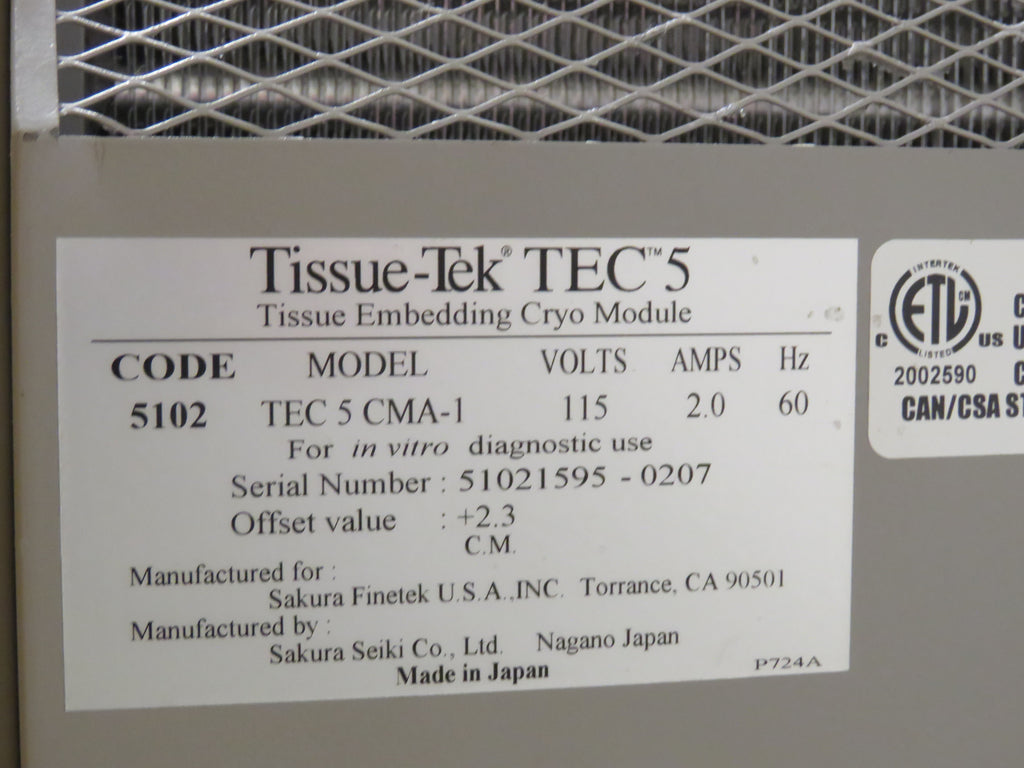 Tissue-Tek® TEC™ 5
Tissue Embedding Cryo Module
CODE MODEL VOLTS AMPS Hz
5102 TEC 5 CMA-1 115 2.0 60
For in vitro diagnostic use
Serial Number : 51021595 - 0207
Offset value : +2.3
C.M.
Manufactured for :
Sakura Finetek U.S.A.,INC. Torrance, CA 90501
Manufactured by :
Sakura Seiki Co., Ltd. Nagano Japan
Made in Japan
P724A
INTERTEK
ETL CM
LISTED
C US
2002590
CAN/CSA